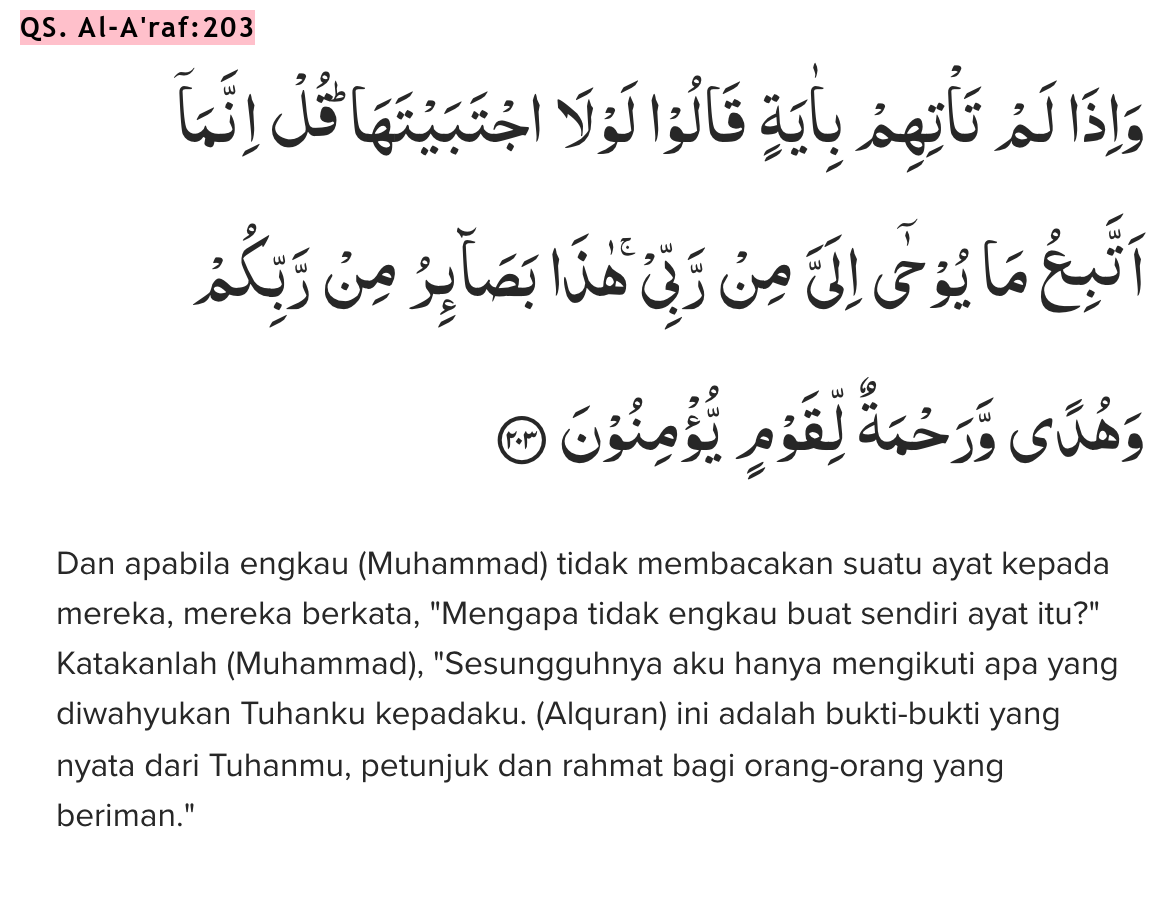 QS. Al-A'raf:203
وَاِذَا لَمْ تَأْتِهِمْ بِاٰيَةٍ قَالُوْا لَوْلَا اجْتَبَيْتَهَاۗ قُلْ اِنَّمَآ
اَتَّبِعُ مَا يُوْحٰٓى اِلَيَّ مِنْ رَّبِّيْۚ هٰذَا بَصَاۤىِٕرُ مِنْ رَّبِّكُمْ
وَهُدًى وَّرَحْمَةٌ لِّقَوْمٍ يُّؤْمِنُوْنَ ٢٠٣
Dan apabila engkau (Muhammad) tidak membacakan suatu ayat kepada
mereka, mereka berkata, "Mengapa tidak engkau buat sendiri ayat itu?"
Katakanlah (Muhammad), "Sesungguhnya aku hanya mengikuti apa yang
diwahyukan Tuhanku kepadaku. (Alquran) ini adalah bukti-bukti yang
nyata dari Tuhanmu, petunjuk dan rahmat bagi orang-orang yang
beriman."